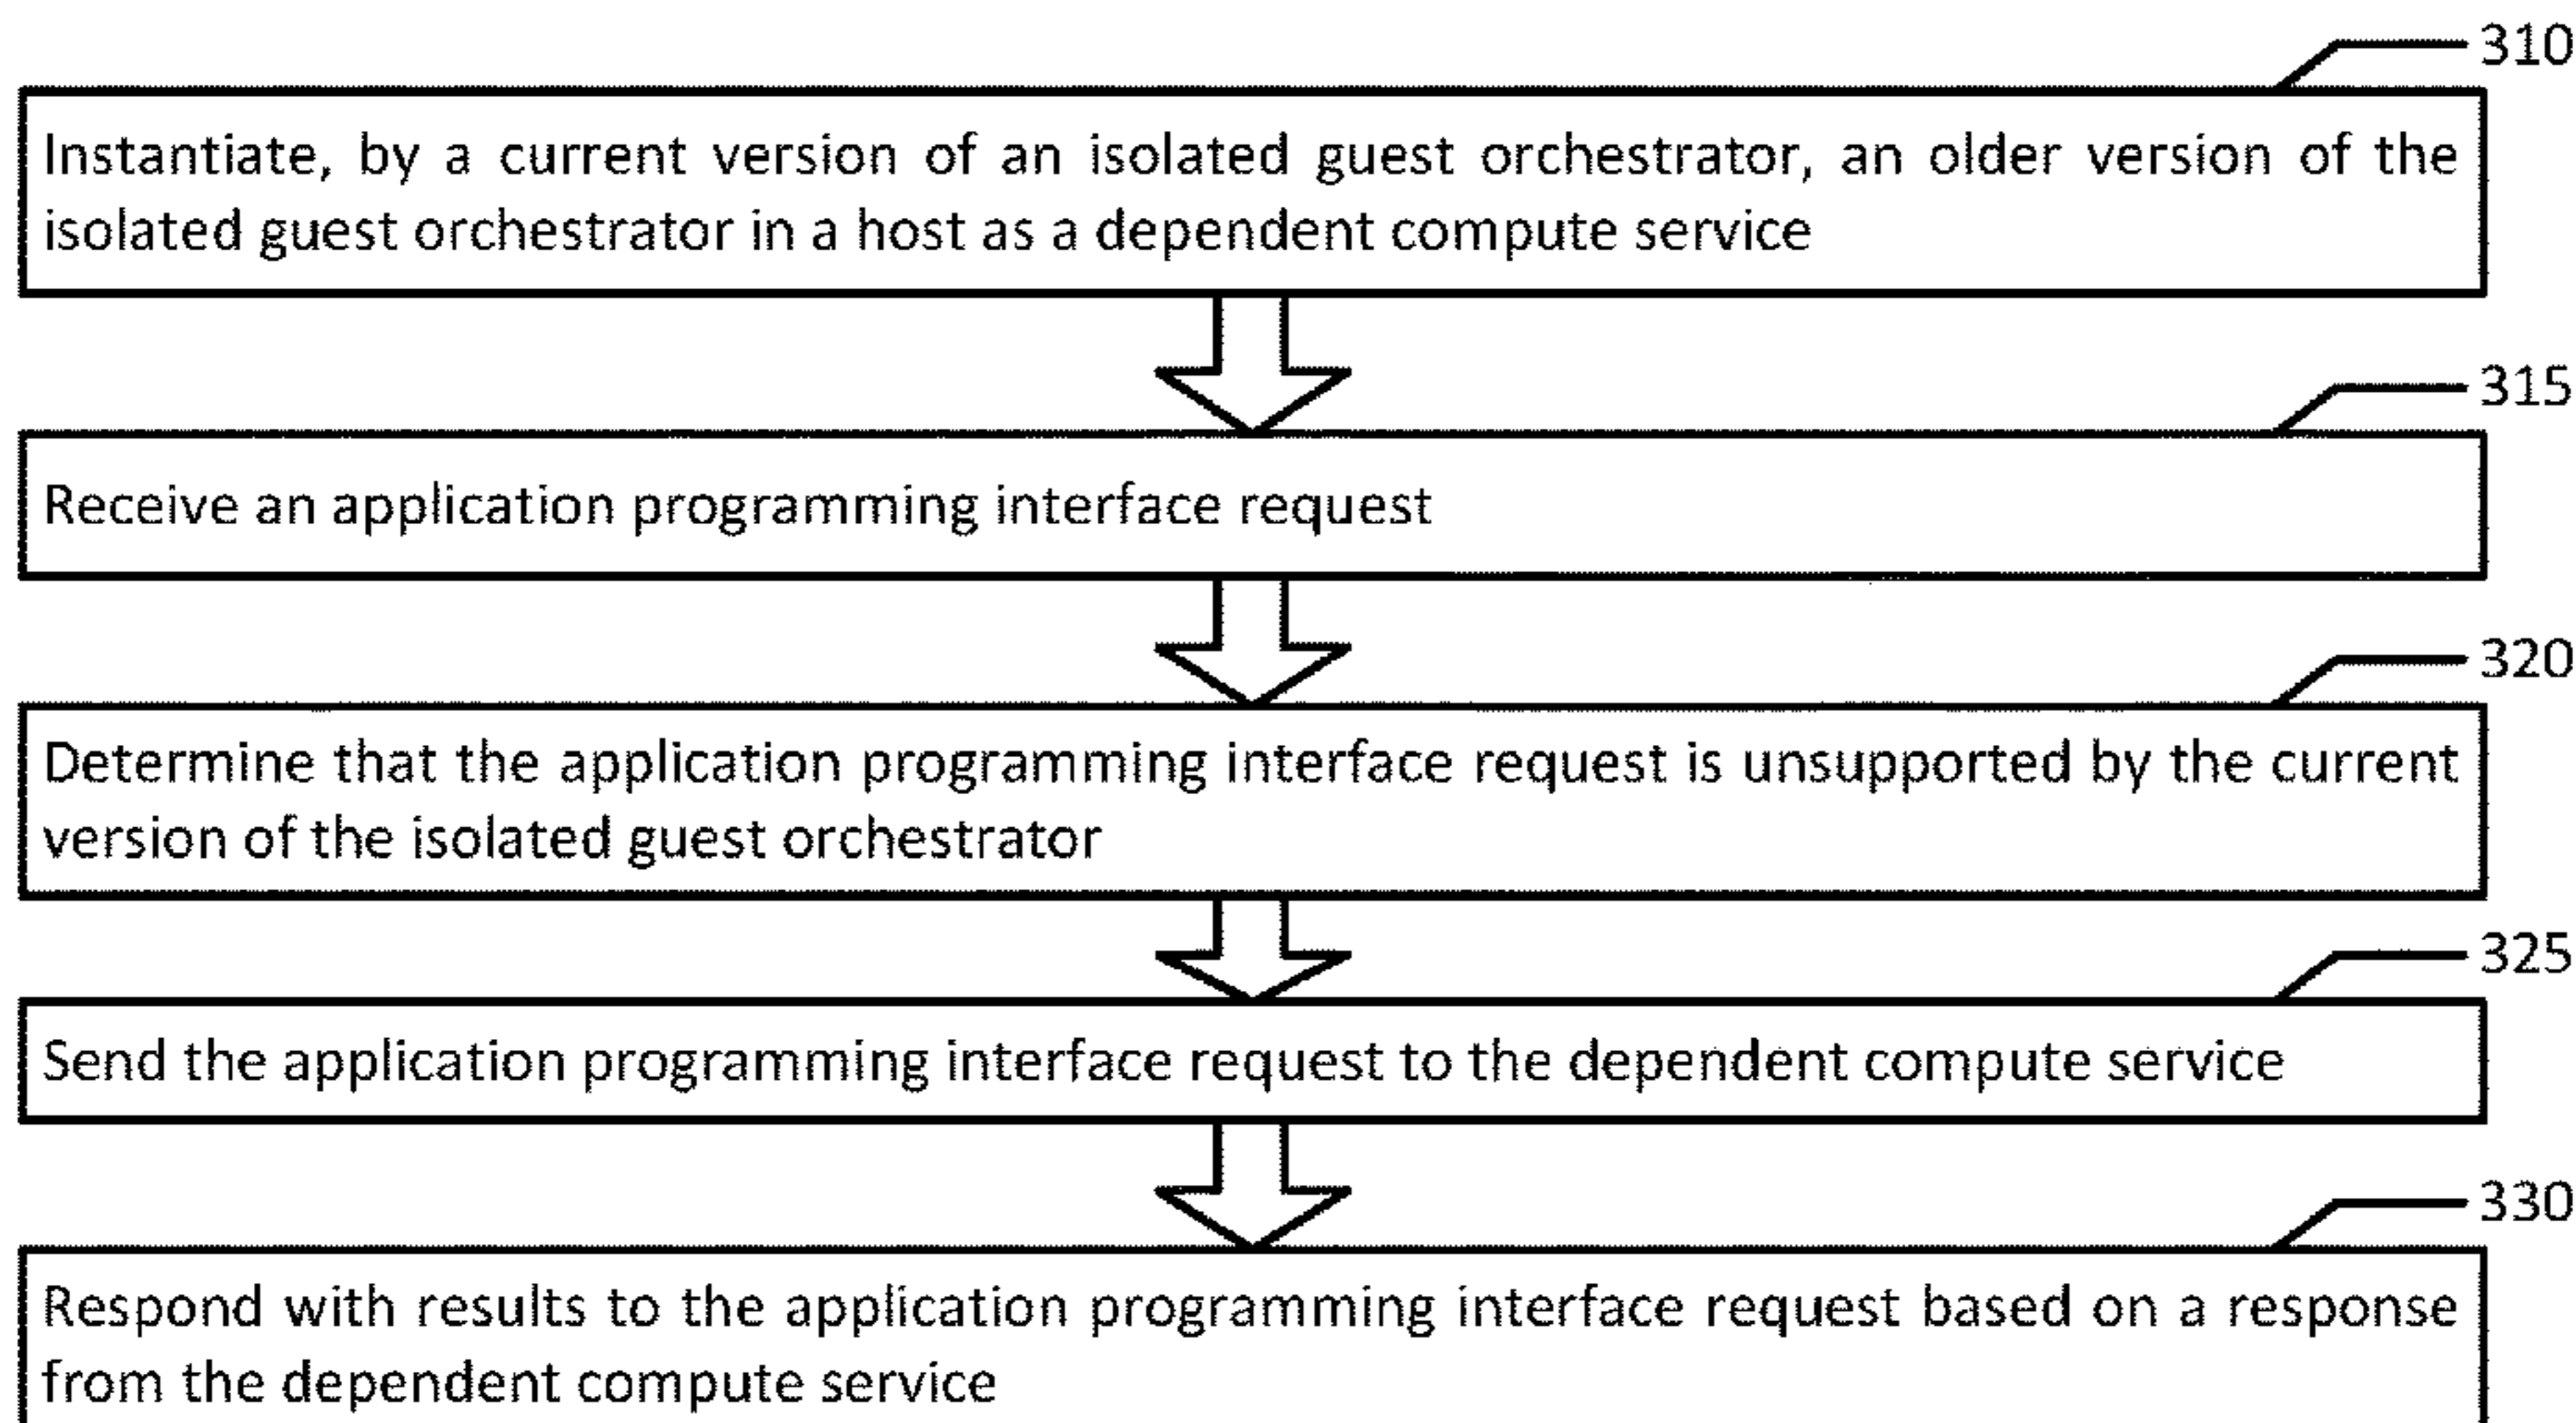 310
Instantiate, by a current version of an isolated guest orchestrator, an older version of the
isolated guest orchestrator in a host as a dependent compute service
315
Receive an application programming interface request
320
Determine that the application programming interface request is unsupported by the current
version of the isolated guest orchestrator
325
Send the application programming interface request to the dependent compute service
330
Respond with results to the application programming interface request based on a response
from the dependent compute service